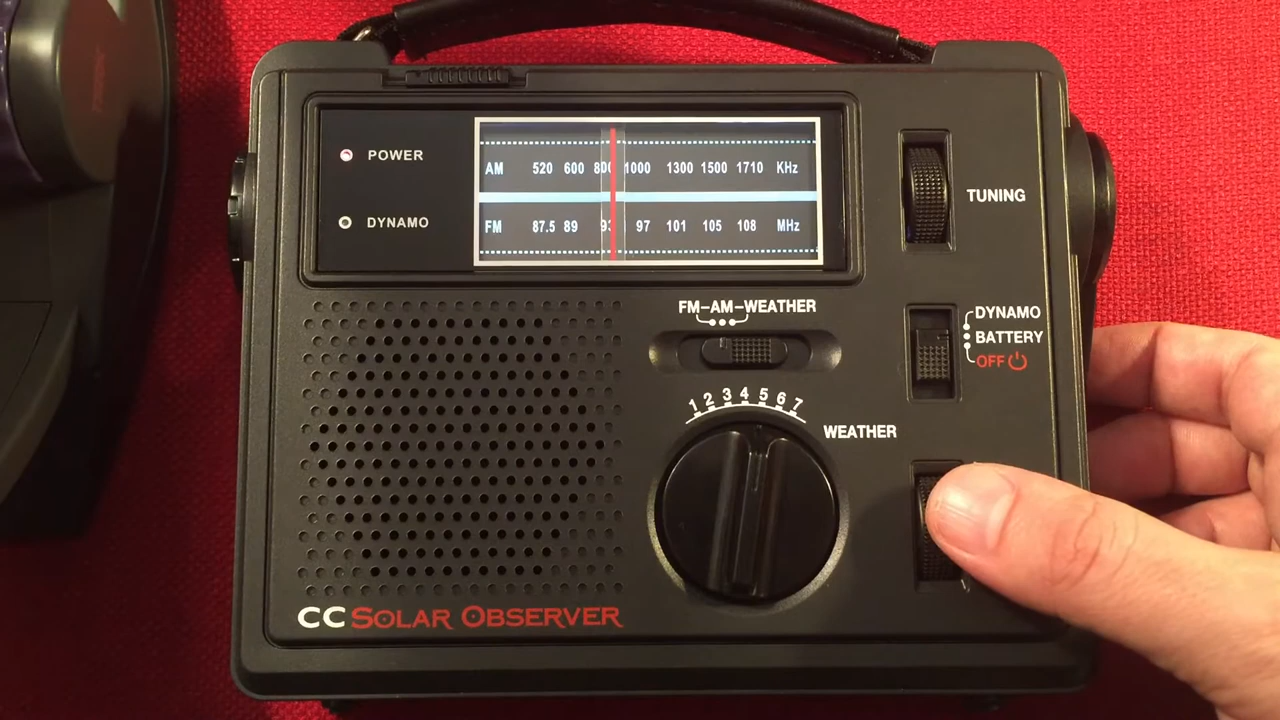 POWER
DYNAMO
AM 520 600 1000 1300 1500 1710 KHz
FM 87.5 89 97 101 105 108 MHz
TUNING
FM-AM-WEATHER
DYNAMO
BATTERY
OFF
1 2 3 4 5 6 7
WEATHER
CC SOLAR OBSERVER